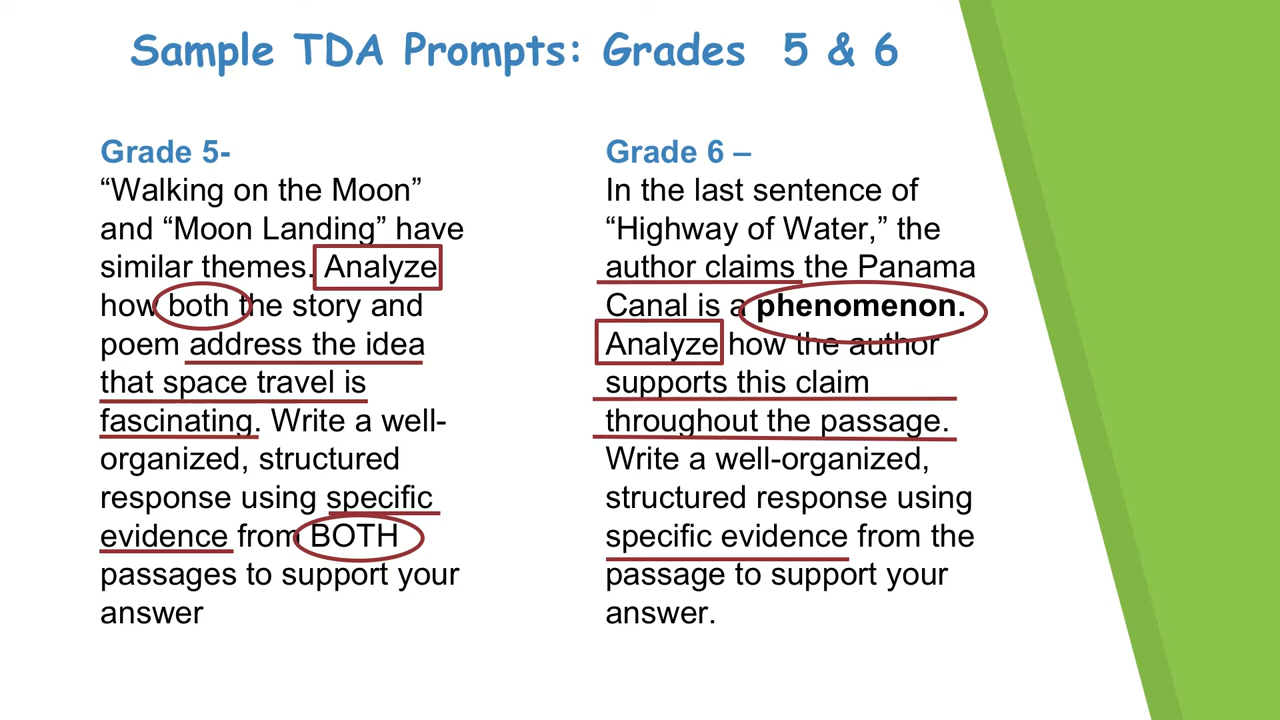 Sample TDA Prompts: Grades 5 & 6
Grade 5-
“Walking on the Moon”
and “Moon Landing” have
similar themes. Analyze
how both the story and
poem address the idea
that space travel is
fascinating. Write a well-
organized, structured
response using specific
evidence from BOTH
passages to support your
answer
Grade 6 –
In the last sentence of
“Highway of Water,” the
author claims the Panama
Canal is a phenomenon.
Analyze how the author
supports this claim
throughout the passage.
Write a well-organized,
structured response using
specific evidence from the
passage to support your
answer.